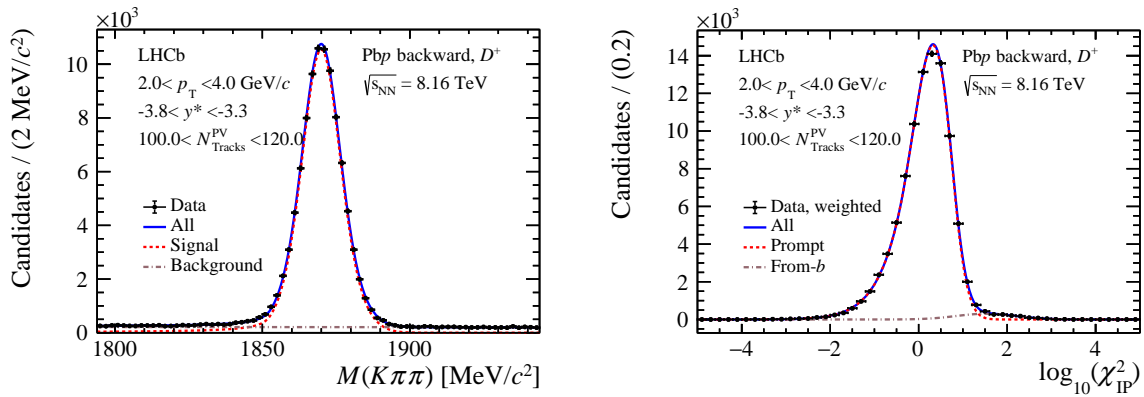 ×10³
LHCb
Pbp backward, D⁺
2.0< p_T <4.0 GeV/c
√s_NN = 8.16 TeV
-3.8< y* <-3.3
100.0< N^PV_Tracks <120.0
Data
All
Signal
Background
Candidates / (2 MeV/c²)
10
8
6
4
2
0
1800 1850 1900
M(Kππ) [MeV/c²]
×10³
LHCb
Pbp backward, D⁺
2.0< p_T <4.0 GeV/c
√s_NN = 8.16 TeV
-3.8< y* <-3.3
100.0< N^PV_Tracks <120.0
Data, weighted
All
Prompt
From-b
Candidates / (0.2)
14
12
10
8
6
4
2
0
−4 −2 0 2 4
log₁₀(χ²_IP)